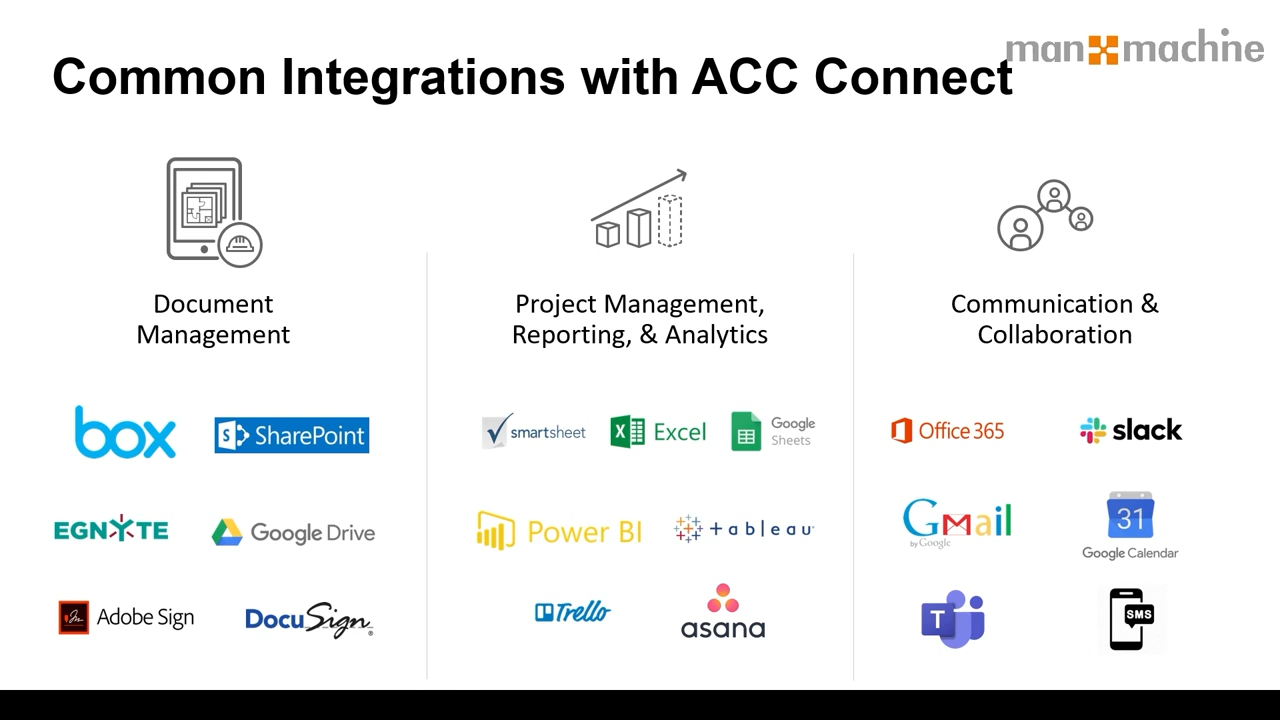 man machine
Common Integrations with ACC Connect
Document
Management
box
SharePoint
EGNYTE
Google Drive
Adobe Sign
DocuSign
Project Management,
Reporting, & Analytics
smartsheet
Excel
Google
Sheets
Power BI
tableau
Trello
asana
Communication &
Collaboration
Office 365
slack
Gmail
by Google
31
Google Calendar
T
SMS